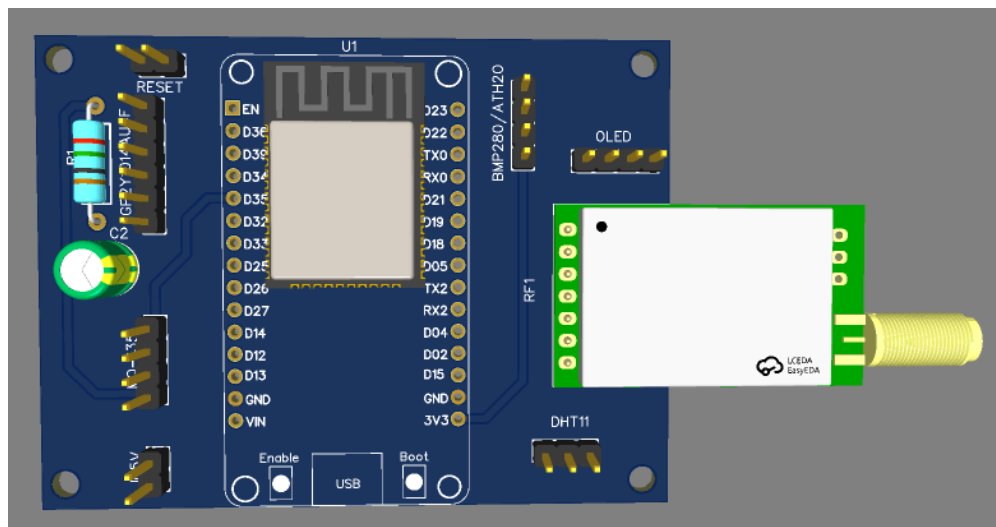 U1
RESET
BMP280/ATH20
OLED
R1
C2
RF1
DHT11
EN
D36
D39
D34
D35
D32
D33
D25
D26
D27
D14
D12
D13
GND
VIN
D23
D22
TX0
RX0
D21
D19
D18
D05
TX2
RX2
D04
D02
D15
GND
3V3
Enable
USB
Boot
LCEDA
EasyEDA